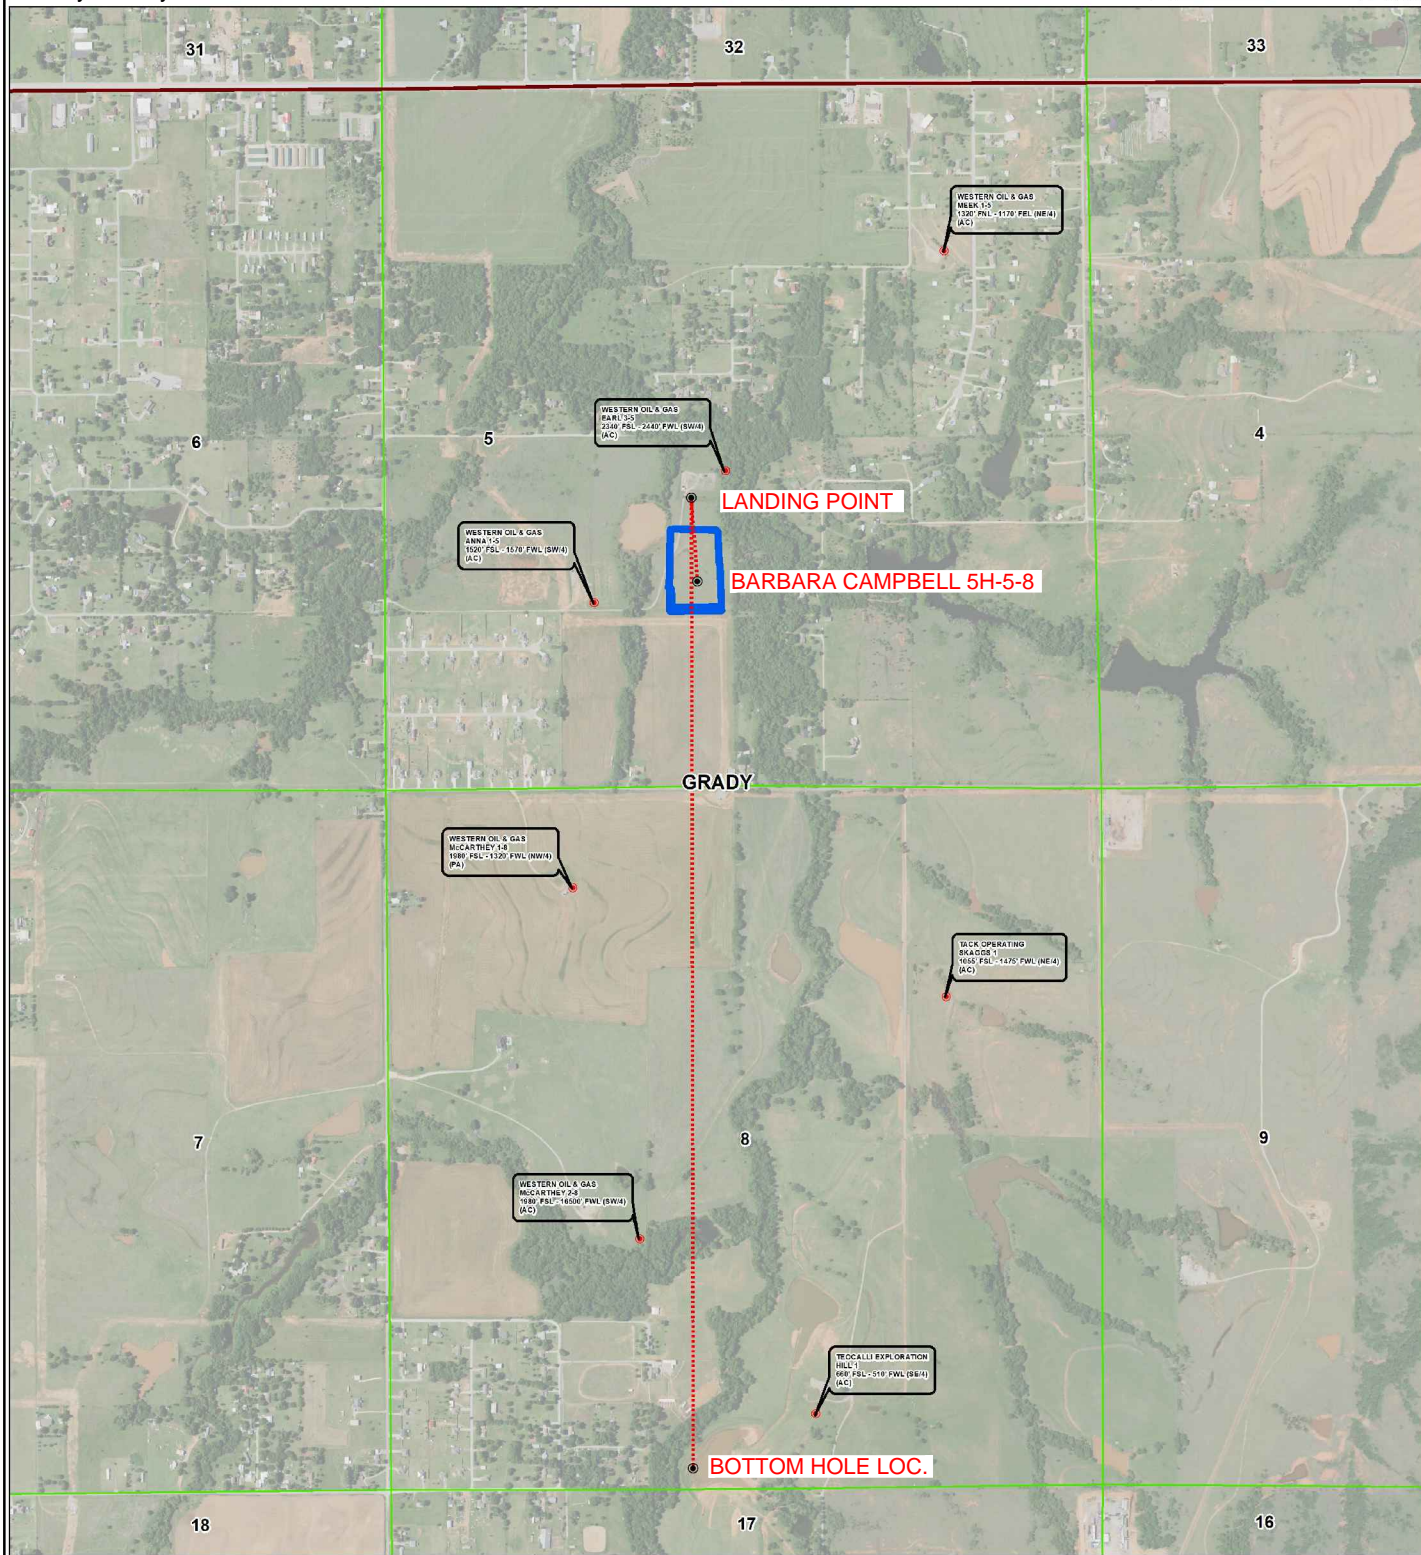 31
32
33
WESTERN OIL & GAS
MEEK 1-5
1320' FNL - 1170' FEL (NE/4)
(AC)
WESTERN OIL & GAS
EARL 3-5
2340' FSL - 2440' FWL (SW/4)
(AC)
6
5
4
LANDING POINT
WESTERN OIL & GAS
ANNA 1-5
1520' FSL - 1570' FWL (SW/4)
(AC)
BARBARA CAMPBELL 5H-5-8
GRADY
WESTERN OIL & GAS
McCARTHEY 1-8
1980' FSL - 1320' FWL (NW/4)
(PA)
TACK OPERATING
SKAGGS 1
1055' FSL - 1475' FWL (NE/4)
(AC)
7
8
9
WESTERN OIL & GAS
McCARTHEY 2-8
1980' FSL - 16500' FWL (SW/4)
(AC)
TEOCALLI EXPLORATION
HILL 1
660' FSL - 510' FWL (SE/4)
(AC)
BOTTOM HOLE LOC.
18
17
16